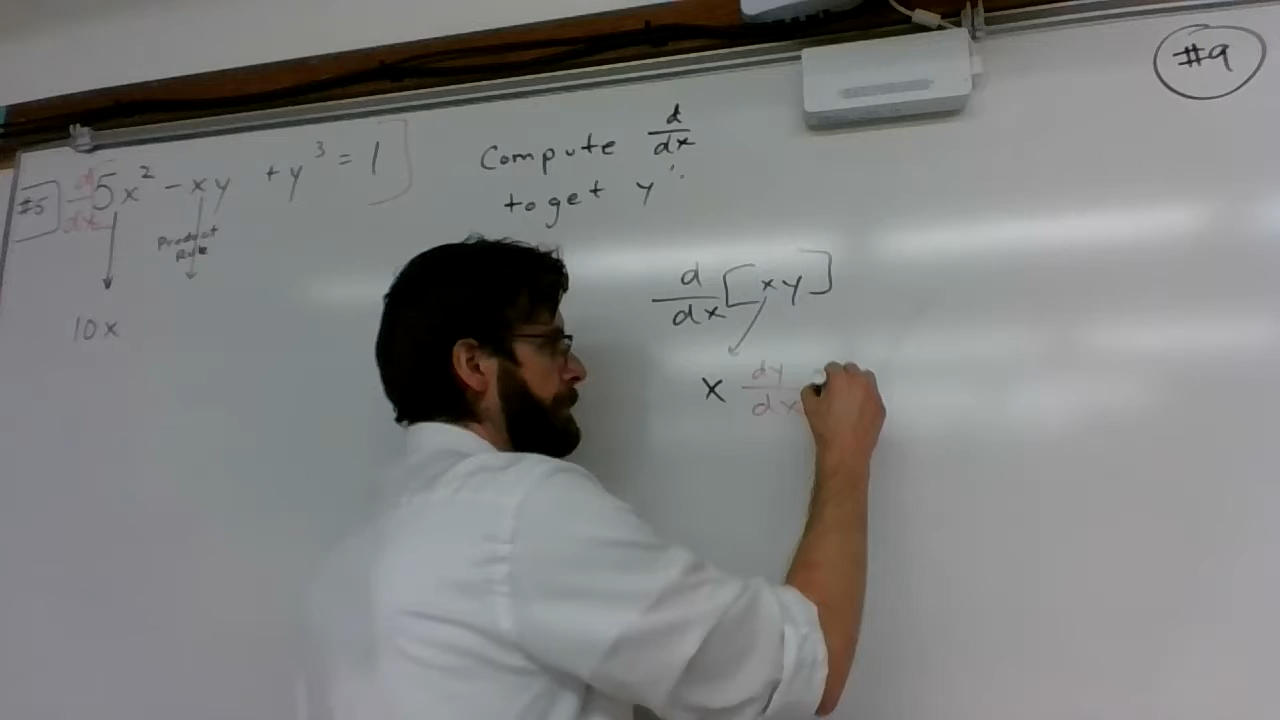 #9
#5 d/dx 5x² - xy + y³ = 1 ]
Product
Rule
10x
Compute d/dx
to get y'.
d/dx [xy]
x dy/dx